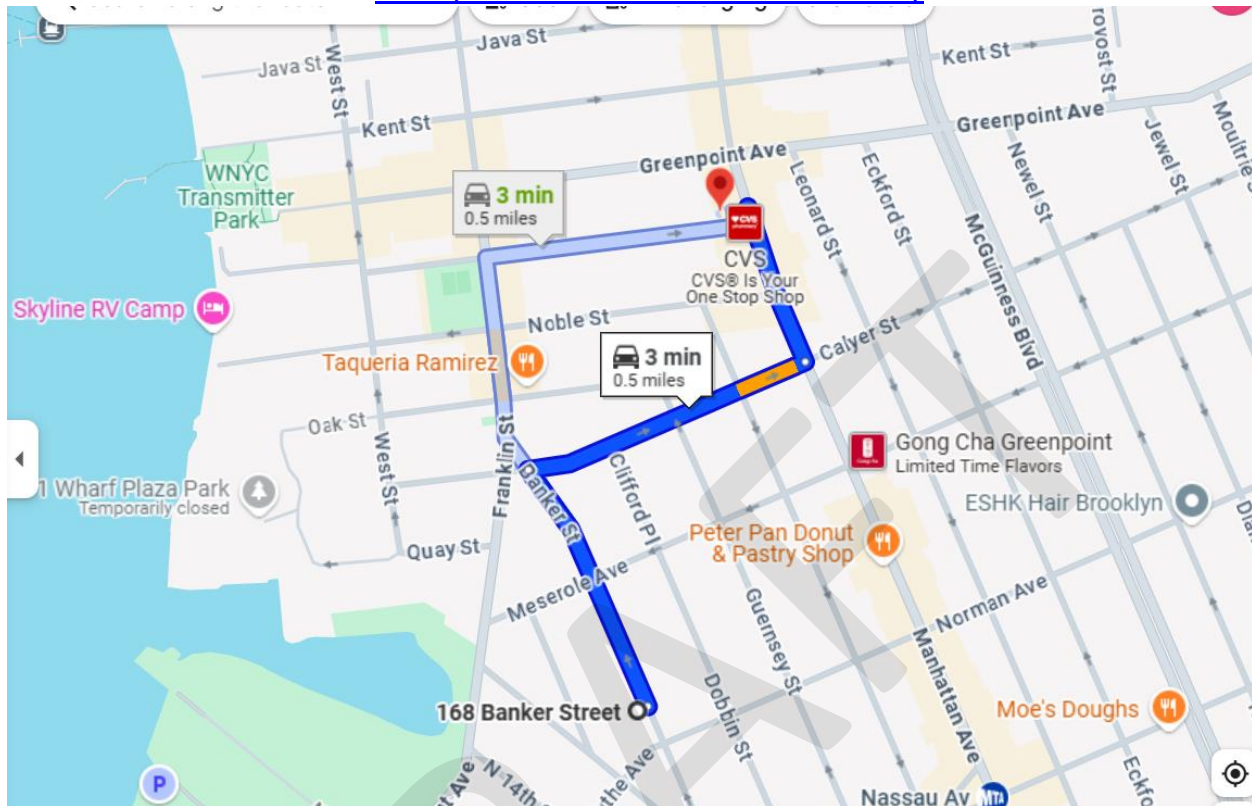 Java St
Java St
West St
Kent St
Kent St
Greenpoint Ave
Greenpoint Ave
Jewel St
Newel St
Eckford St
Leonard St
McGuinness Blvd
WNYC
Transmitter
Park
3 min
0.5 miles
CVS
pharmacy
CVS
CVS® Is Your
One Stop Shop
Skyline RV Camp
Noble St
Taqueria Ramirez
3 min
0.5 miles
Calyer St
Oak St
West St
Franklin St
Banker St
Clifford Pl
Gong Cha Greenpoint
Limited Time Flavors
1 Wharf Plaza Park
Temporarily closed
ESHK Hair Brooklyn
Quay St
Peter Pan Donut
& Pastry Shop
Meserole Ave
Norman Ave
Guernsey St
Manhattan Ave
Dobbin St
168 Banker Street
Moe's Doughs
P
N 14th
Nassau Av
MTA